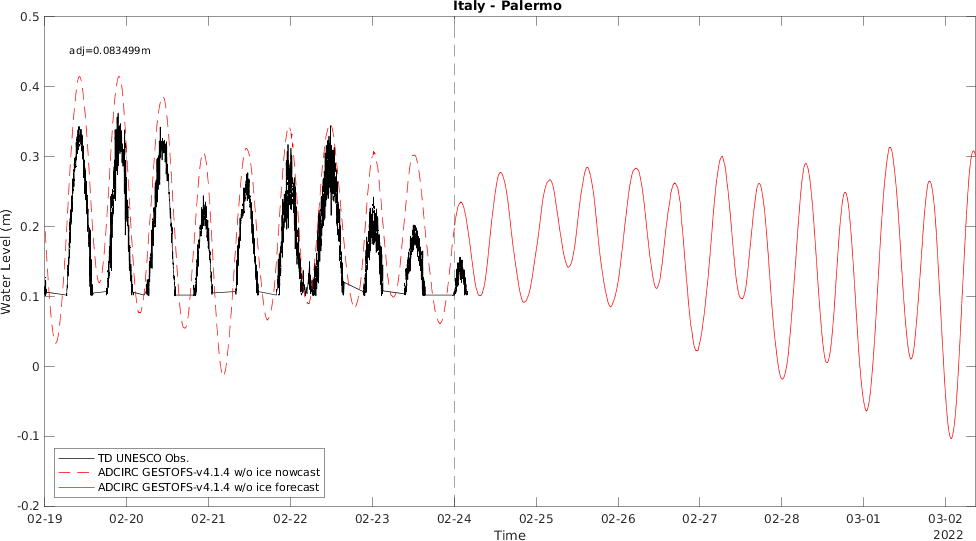 Italy - Palermo
0.5
adj=0.083499m
0.4
0.3
0.2
0.1
0
-0.1
-0.2
Water Level (m)
TD UNESCO Obs.
ADCIRC GESTOFS-v4.1.4 w/o ice nowcast
ADCIRC GESTOFS-v4.1.4 w/o ice forecast
02-19 02-20 02-21 02-22 02-23 02-24 02-25 02-26 02-27 02-28 03-01 03-02
2022
Time